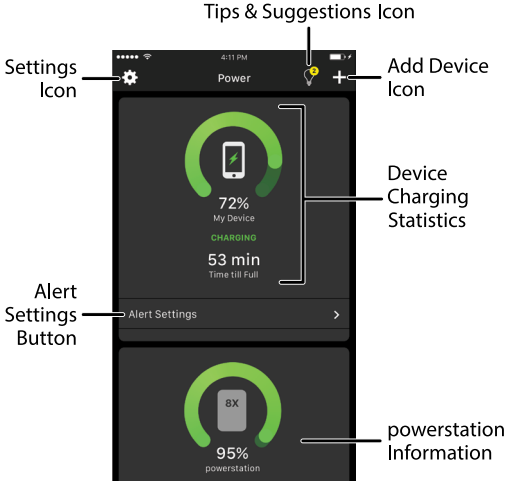 Tips & Suggestions Icon
4:11 PM
Settings
Icon
Power
2
Add Device
Icon
72%
My Device
CHARGING
53 min
Time till Full
Device
Charging
Statistics
Alert
Settings
Button
Alert Settings
8X
95%
powerstation
powerstation
Information